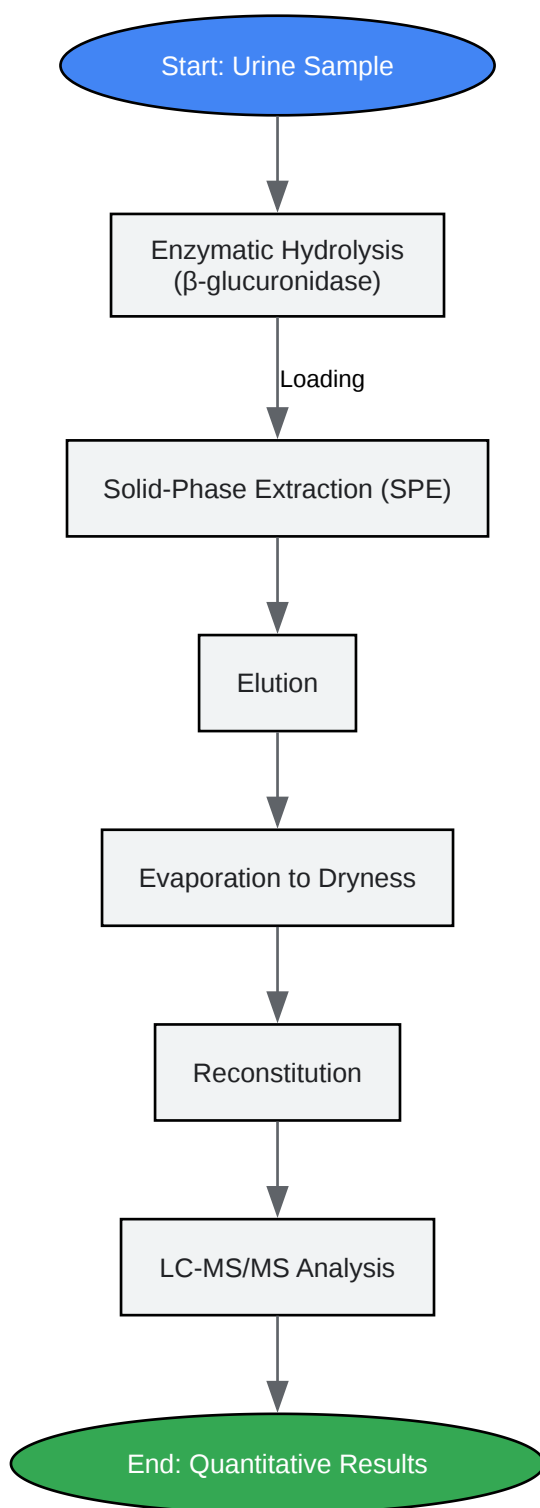 Start: Urine Sample
Enzymatic Hydrolysis
(β-glucuronidase)
Loading
Solid-Phase Extraction (SPE)
Elution
Evaporation to Dryness
Reconstitution
LC-MS/MS Analysis
End: Quantitative Results